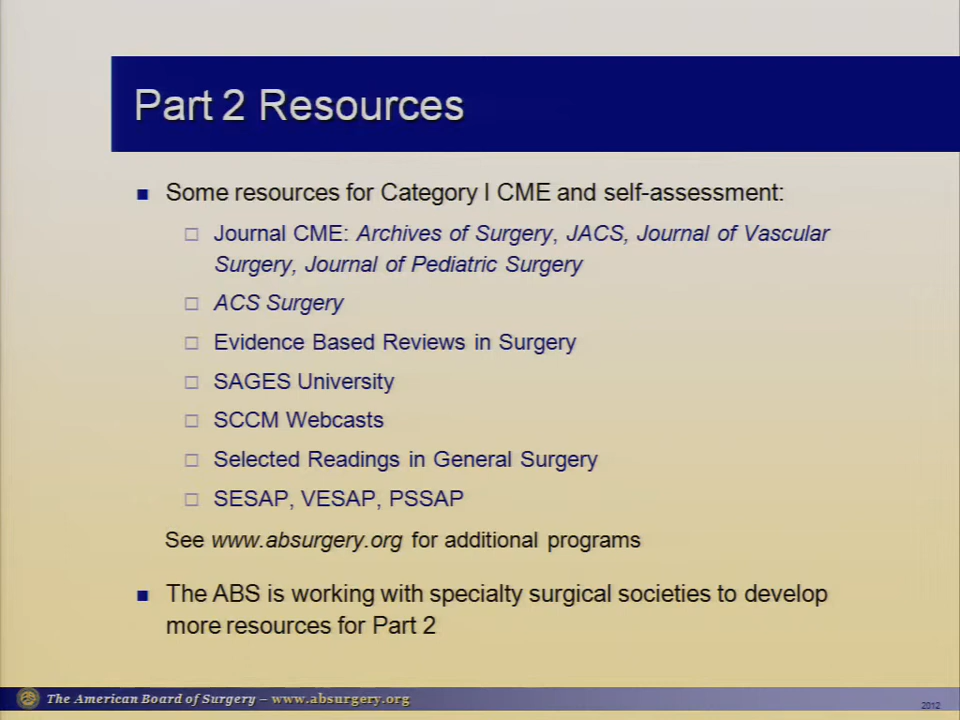 Part 2 Resources
Some resources for Category I CME and self-assessment:
Journal CME: Archives of Surgery, JACS, Journal of Vascular
Surgery, Journal of Pediatric Surgery
ACS Surgery
Evidence Based Reviews in Surgery
SAGES University
SCCM Webcasts
Selected Readings in General Surgery
SESAP, VESAP, PSSAP
See www.absurgery.org for additional programs
The ABS is working with specialty surgical societies to develop
more resources for Part 2
The American Board of Surgery – www.absurgery.org
2012